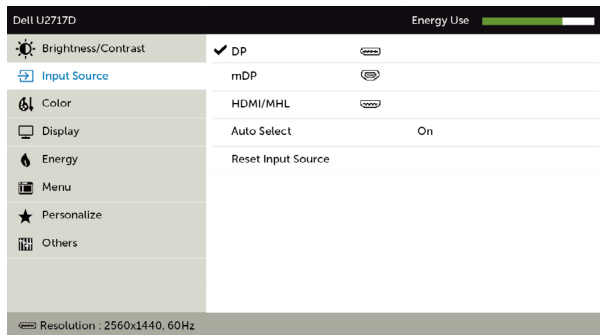 Dell U2717D
Energy Use
Brightness/Contrast
Input Source
Color
Display
Energy
Menu
Personalize
Others
DP
mDP
HDMI/MHL
Auto Select On
Reset Input Source
Resolution : 2560x1440, 60Hz